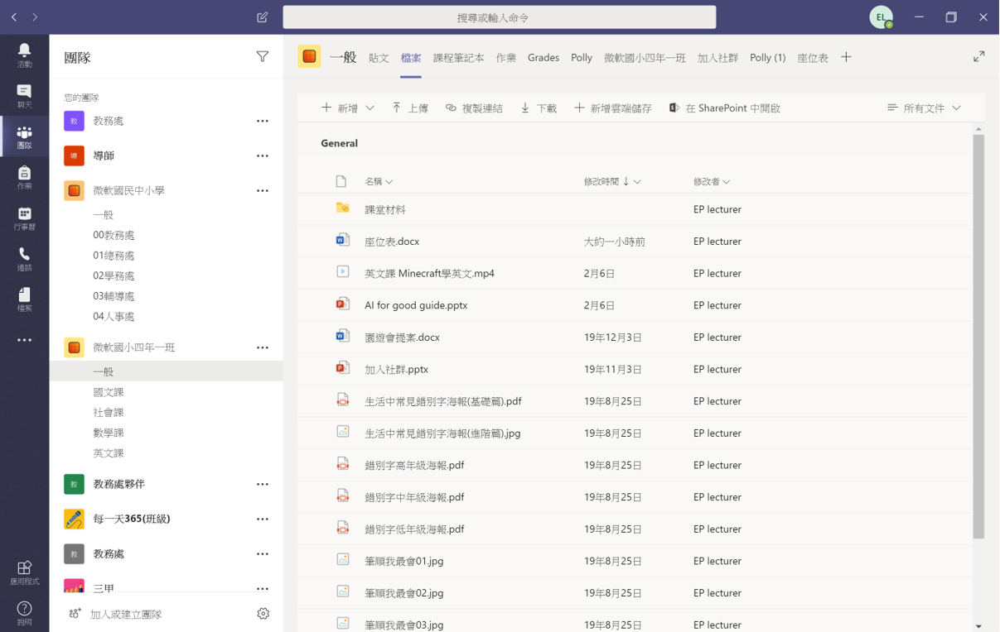 搜尋或輸入命令
EL
活動
聊天
團隊
作業
行事曆
通話
檔案
應用程式
說明
團隊
您的團隊
教 教務處
導 導師
微軟國民中小學
一般
00教務處
01總務處
02學務處
03輔導處
04人事處
微軟國小四年一班
一般
國文課
社會課
數學課
英文課
教 教務處夥伴
每一天365(班級)
教 教務處
三甲
加入或建立團隊
一般 貼文 檔案 課程筆記本 作業 Grades Polly 微軟國小四年一班 加入社群 Polly (1) 座位表
新增 上傳 複製連結 下載 新增雲端儲存 在 SharePoint 中開啟 所有文件
General
名稱 修改時間 ↓ 修改者
課堂材料 EP lecturer
座位表.docx 大約一小時前 EP lecturer
英文課 Minecraft學英文.mp4 2月6日 EP lecturer
AI for good guide.pptx 2月6日 EP lecturer
園遊會提案.docx 19年12月3日 EP lecturer
加入社群.pptx 19年11月3日 EP lecturer
生活中常見錯別字海報(基礎篇).pdf 19年8月25日 EP lecturer
生活中常見錯別字海報(進階篇).jpg 19年8月25日 EP lecturer
錯別字高年級海報.pdf 19年8月25日 EP lecturer
錯別字中年級海報.pdf 19年8月25日 EP lecturer
錯別字低年級海報.pdf 19年8月25日 EP lecturer
筆順我最會01.jpg 19年8月25日 EP lecturer
筆順我最會02.jpg 19年8月25日 EP lecturer
筆順我最會03.jpg 19年8月25日 EP lecturer